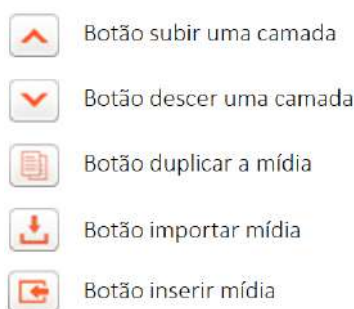 Botão subir uma camada
Botão descer uma camada
Botão duplicar a mídia
Botão importar mídia
Botão inserir mídia